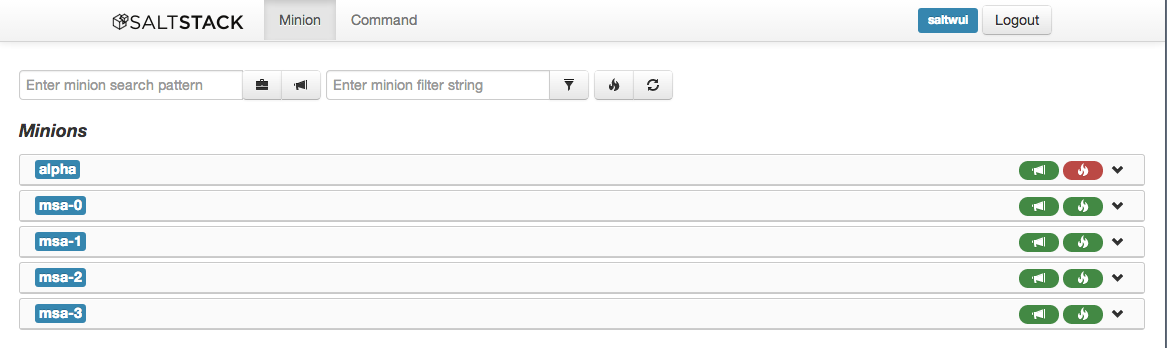 SALTSTACK Minion Command saltwui Logout
Enter minion search pattern Enter minion filter string
Minions
alpha
msa-0
msa-1
msa-2
msa-3